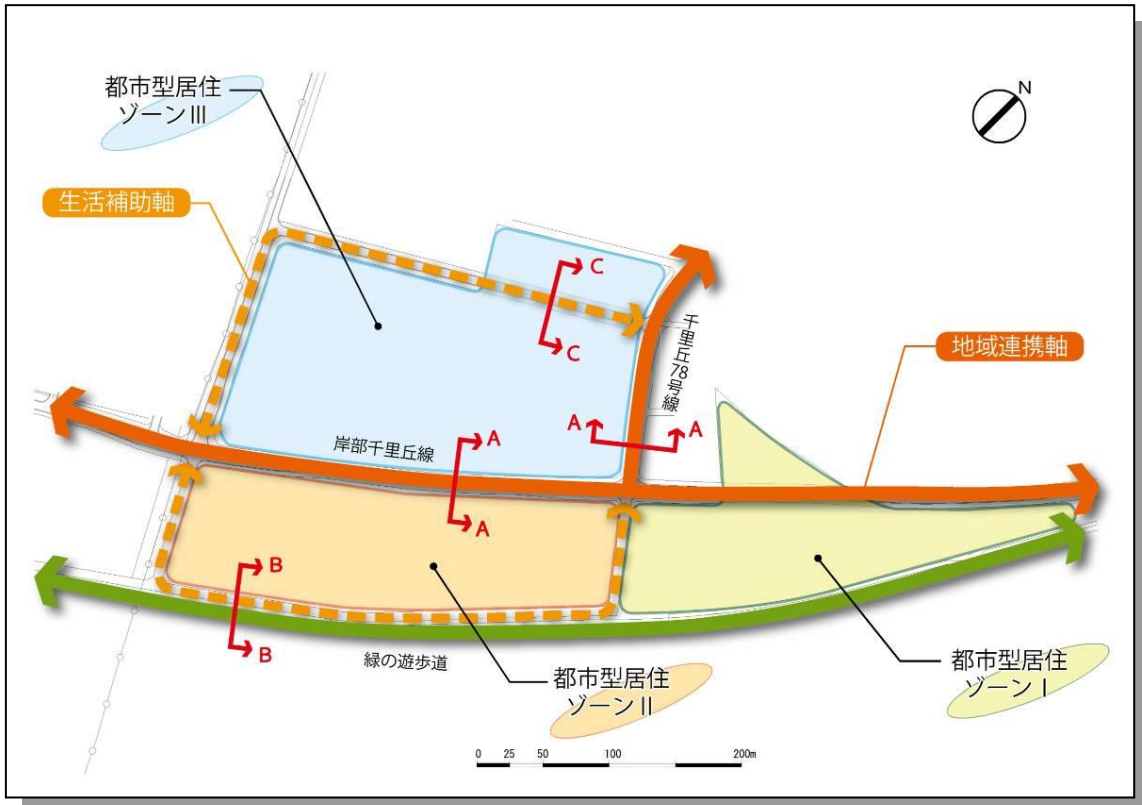 都市型居住
ゾーンⅢ
N
生活補助軸
C
C
千里丘78号線
地域連携軸
A
A
岸部千里丘線
A
A
B
B
緑の遊歩道
都市型居住
ゾーンⅡ
都市型居住
ゾーンⅠ
0 25 50 100 200m